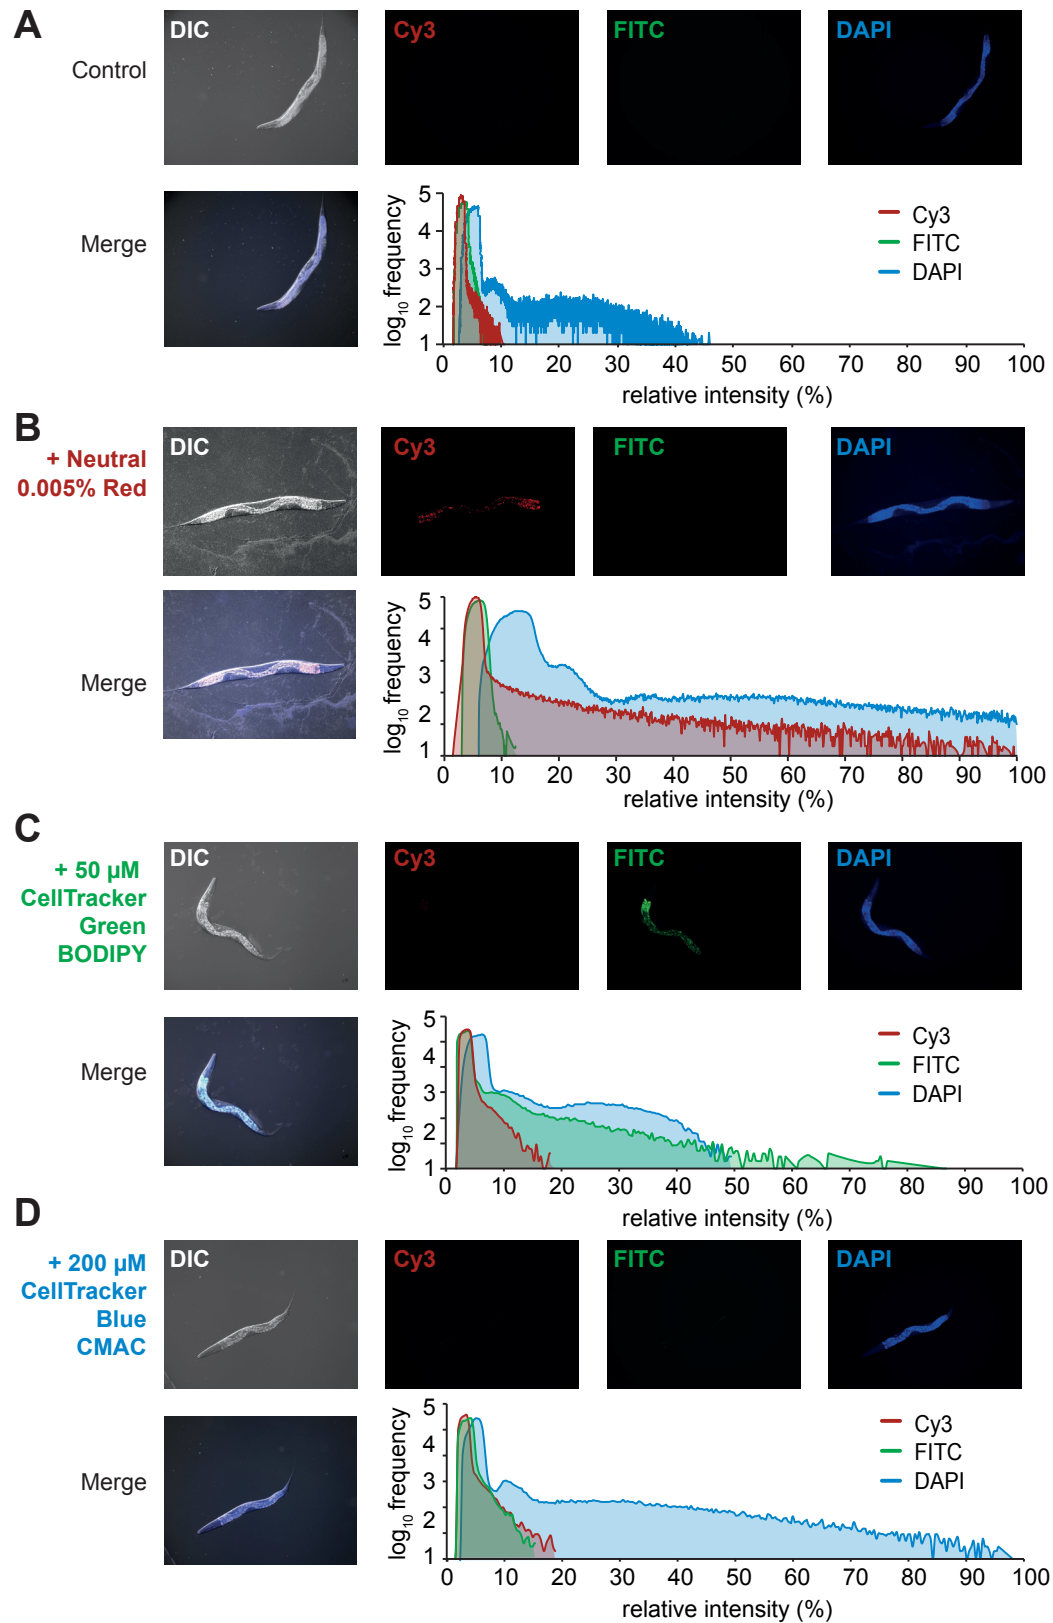 A
Control
DIC
Cy3
FITC
DAPI
Merge
log10 frequency
5
4
3
2
1
0 10 20 30 40 50 60 70 80 90 100
relative intensity (%)
Cy3
FITC
DAPI
B
+ Neutral
0.005% Red
DIC
Cy3
FITC
DAPI
Merge
log10 frequency
5
4
3
2
1
0 10 20 30 40 50 60 70 80 90 100
relative intensity (%)
C
+ 50 µM
CellTracker
Green
BODIPY
DIC
Cy3
FITC
DAPI
Merge
log10 frequency
5
4
3
2
1
0 10 20 30 40 50 60 70 80 90 100
relative intensity (%)
Cy3
FITC
DAPI
D
+ 200 µM
CellTracker
Blue
CMAC
DIC
Cy3
FITC
DAPI
Merge
log10 frequency
5
4
3
2
1
0 10 20 30 40 50 60 70 80 90 100
relative intensity (%)
Cy3
FITC
DAPI